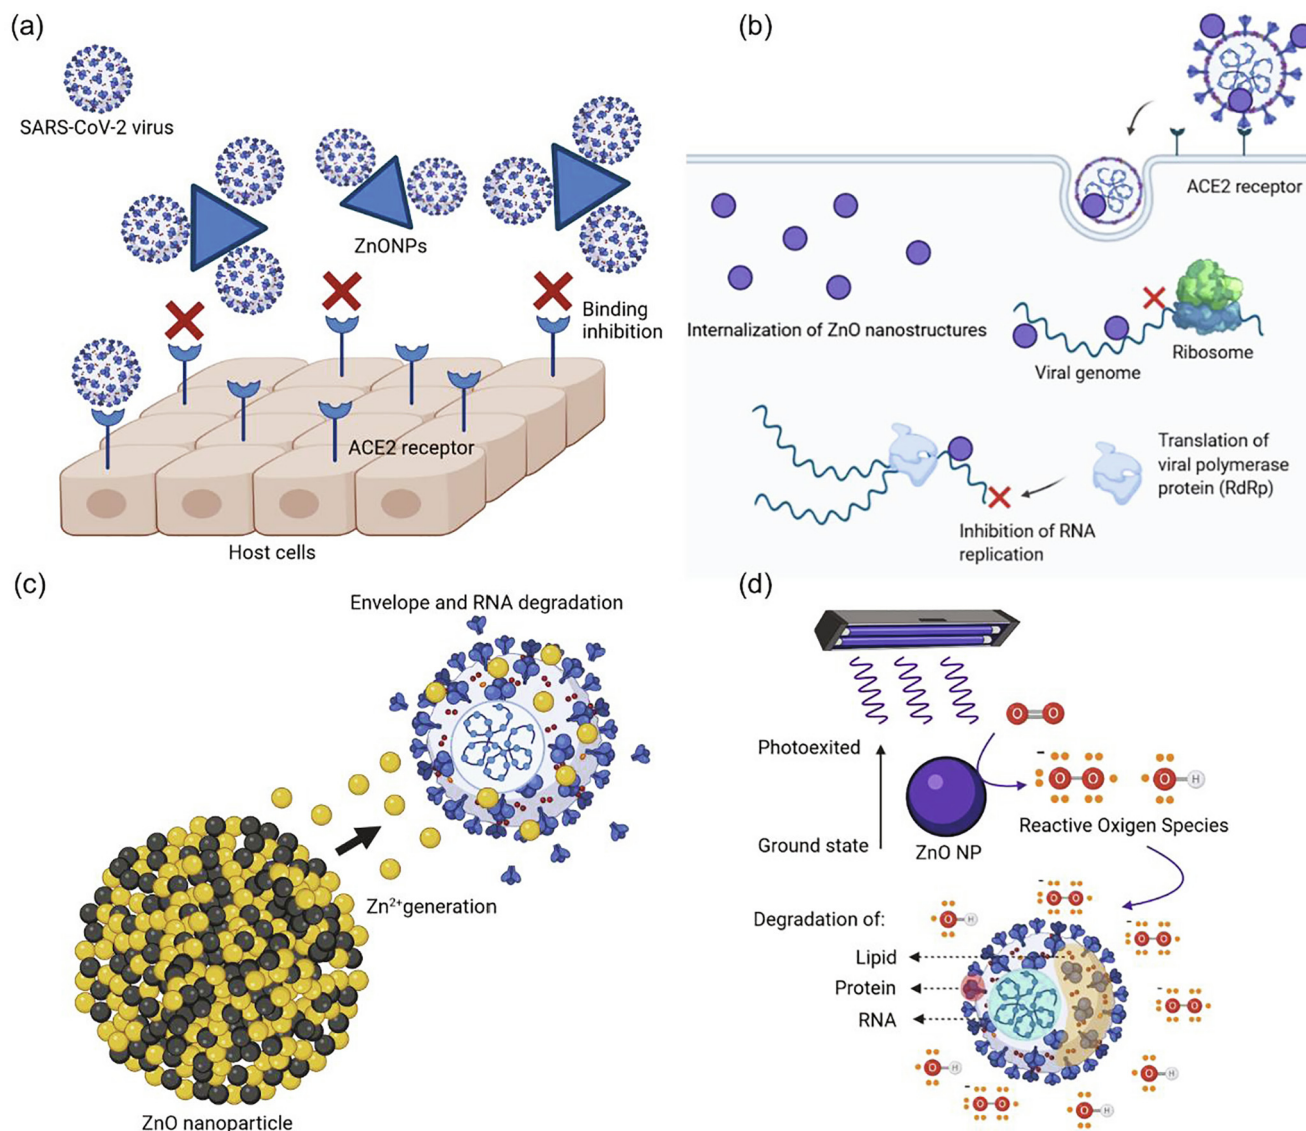 (a)
SARS-CoV-2 virus
ZnONPs
Binding
inhibition
ACE2 receptor
Host cells
(b)
ACE2 receptor
Internalization of ZnO nanostructures
Viral genome
Ribosome
Translation of
viral polymerase
protein (RdRp)
Inhibition of RNA
replication
(c)
Envelope and RNA degradation
Zn²⁺generation
ZnO nanoparticle
(d)
O O
Photoexited
- O O O H
Ground state
ZnO NP
Reactive Oxigen Species
Degradation of:
Lipid
Protein
RNA
O H
- O O
- O O
- O O
O H
O H
- O O
O H